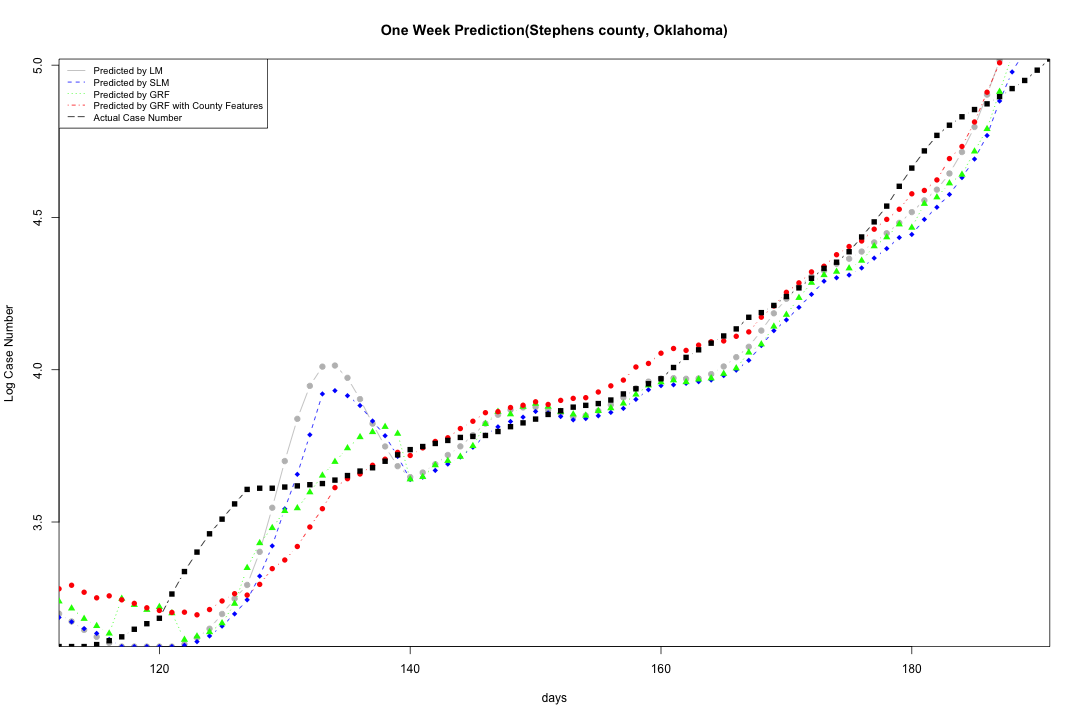 One Week Prediction(Stephens county, Oklahoma)
Predicted by LM
Predicted by SLM
Predicted by GRF
Predicted by GRF with County Features
Actual Case Number
5.0
4.5
4.0
3.5
Log Case Number
120 140 160 180
days